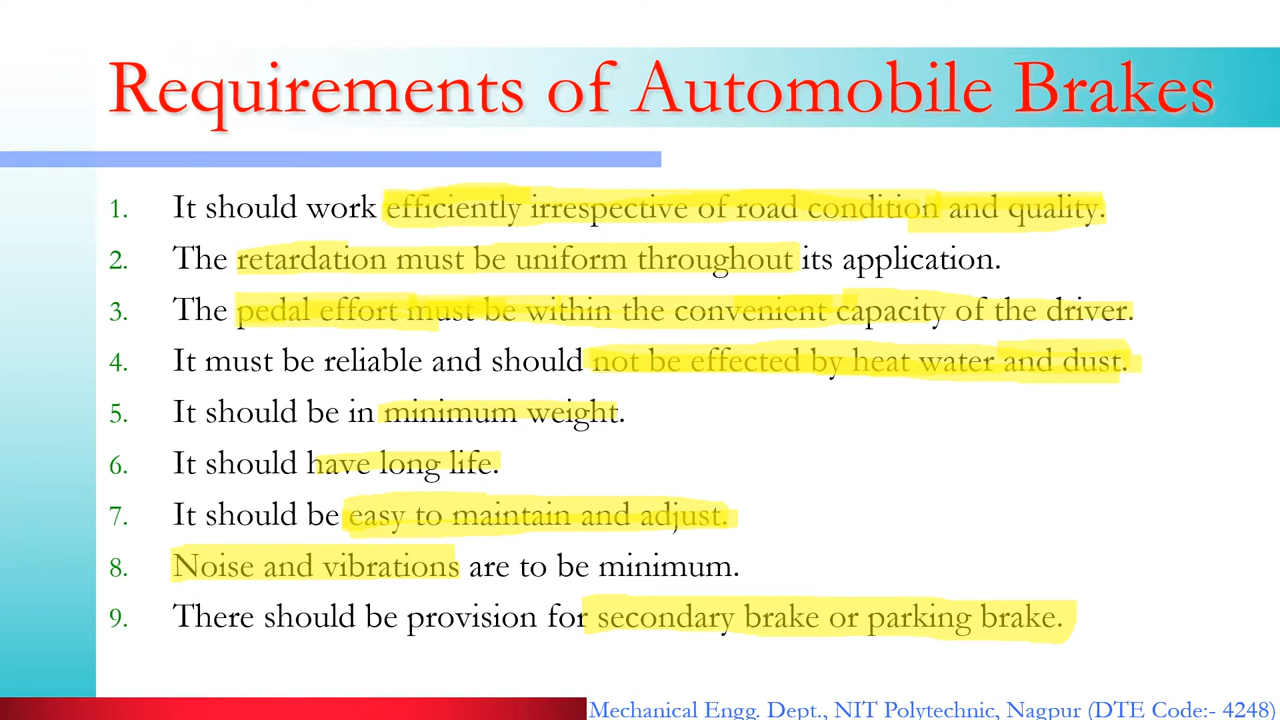 Requirements of Automobile Brakes
1. It should work efficiently irrespective of road condition and quality.
2. The retardation must be uniform throughout its application.
3. The pedal effort must be within the convenient capacity of the driver.
4. It must be reliable and should not be effected by heat water and dust.
5. It should be in minimum weight.
6. It should have long life.
7. It should be easy to maintain and adjust.
8. Noise and vibrations are to be minimum.
9. There should be provision for secondary brake or parking brake.
Mechanical Engg. Dept., NIT Polytechnic, Nagpur (DTE Code:- 4248)